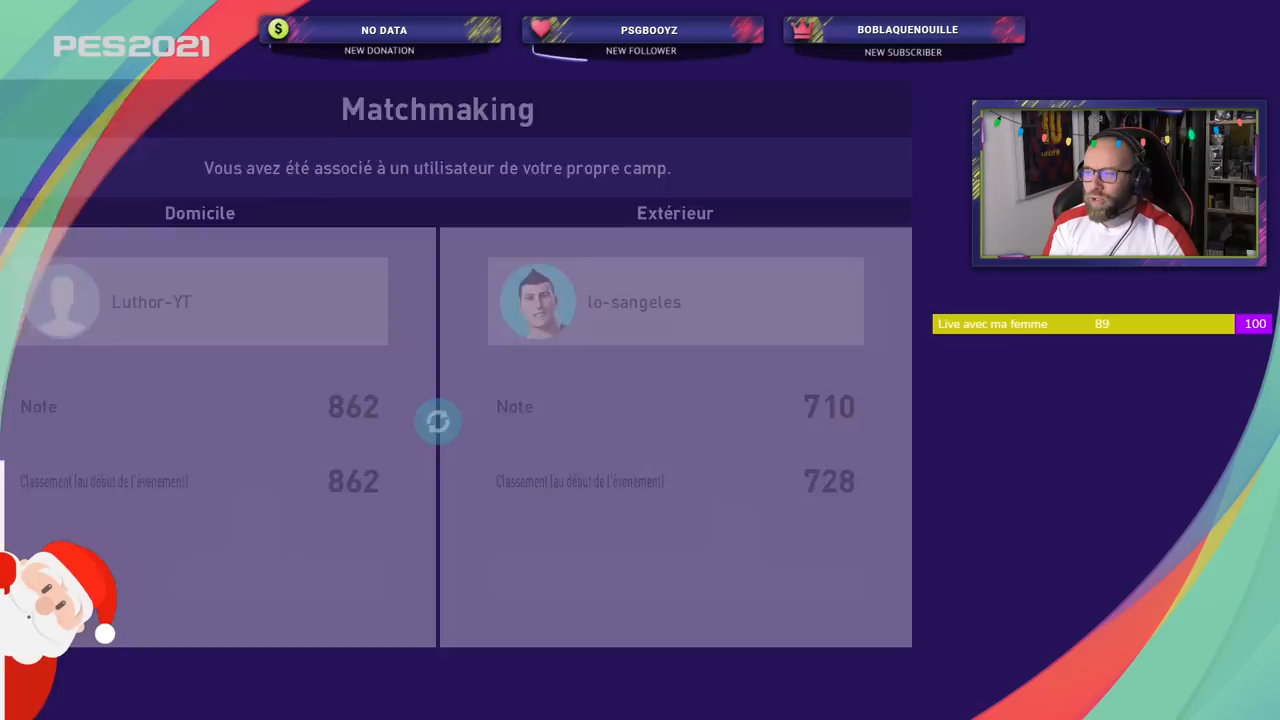 PES2021
NO DATA
NEW DONATION
PSGBOOYZ
NEW FOLLOWER
BOBLAQUENOUILLE
NEW SUBSCRIBER
Matchmaking
Vous avez été associé à un utilisateur de votre propre camp.
Domicile
Extérieur
Luthor-YT
lo-sangeles
Note 862
Note 710
Classement (au début de l'événement) 862
Classement (au début de l'événement) 728
Live avec ma femme 89 100